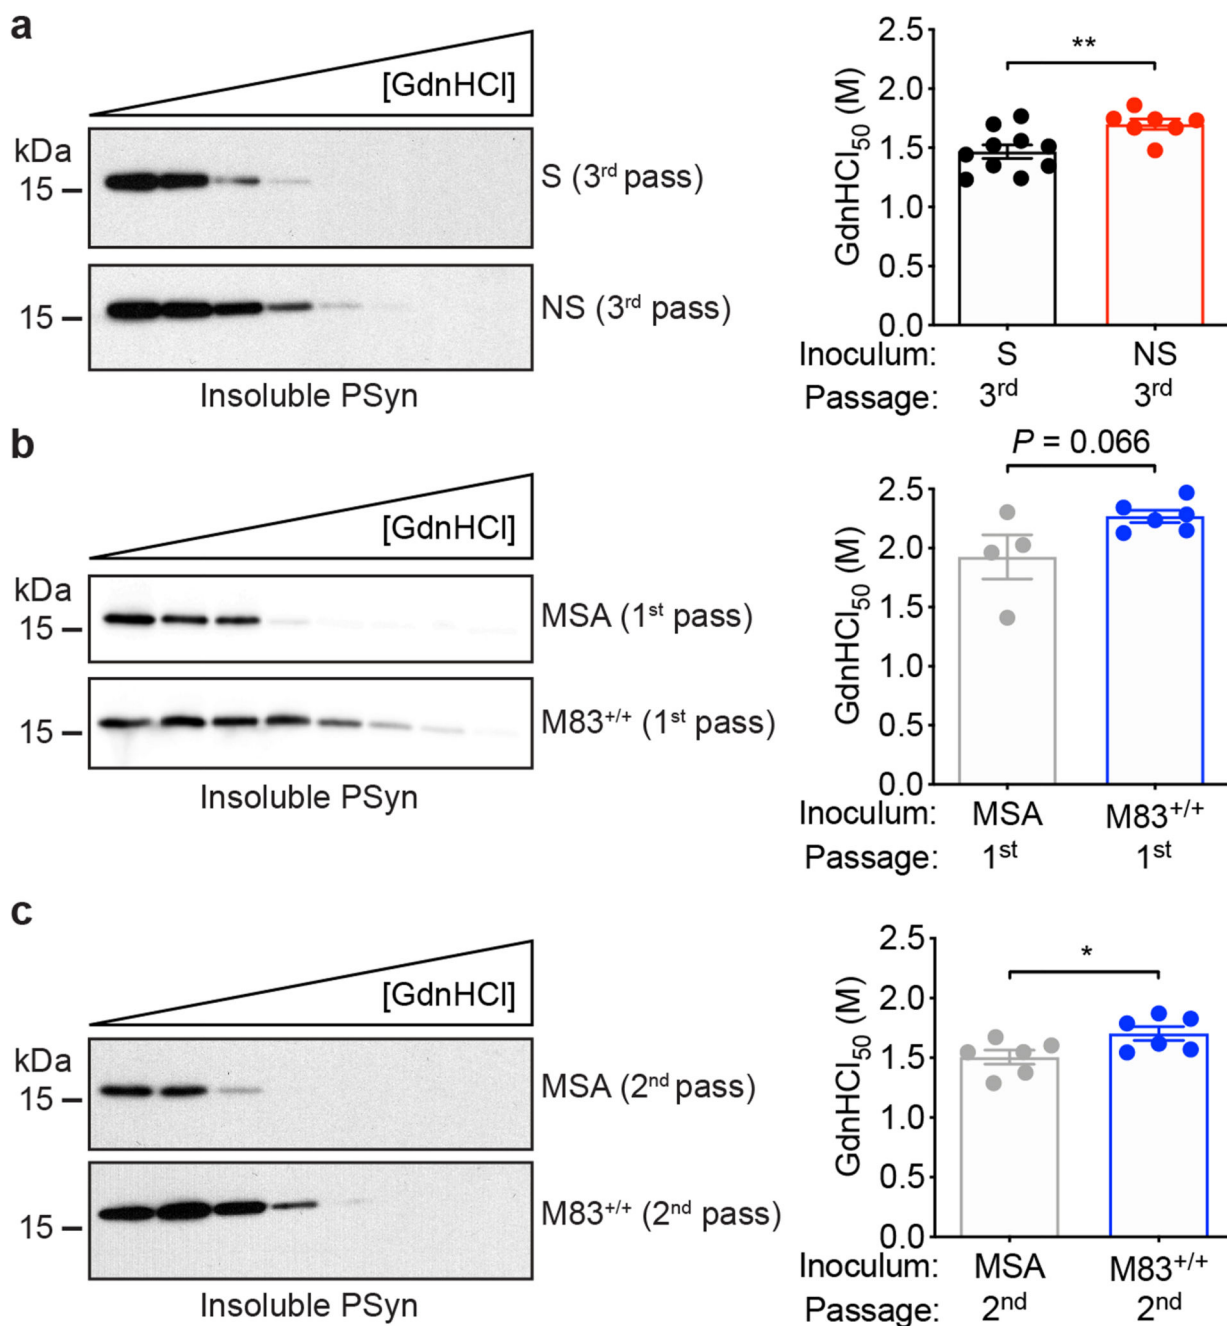 a
[GdnHCl]
kDa
15
S (3rd pass)
15
NS (3rd pass)
Insoluble PSyn
2.5
2.0
1.5
1.0
0.5
0.0
GdnHCl50 (M)
**
Inoculum: S NS
Passage: 3rd 3rd
b
[GdnHCl]
kDa
15
MSA (1st pass)
15
M83+/+ (1st pass)
Insoluble PSyn
P = 0.066
2.5
2.0
1.5
1.0
0.5
0.0
GdnHCl50 (M)
Inoculum: MSA M83+/+
Passage: 1st 1st
c
[GdnHCl]
kDa
15
MSA (2nd pass)
15
M83+/+ (2nd pass)
Insoluble PSyn
2.5
2.0
1.5
1.0
0.5
0.0
GdnHCl50 (M)
*
Inoculum: MSA M83+/+
Passage: 2nd 2nd